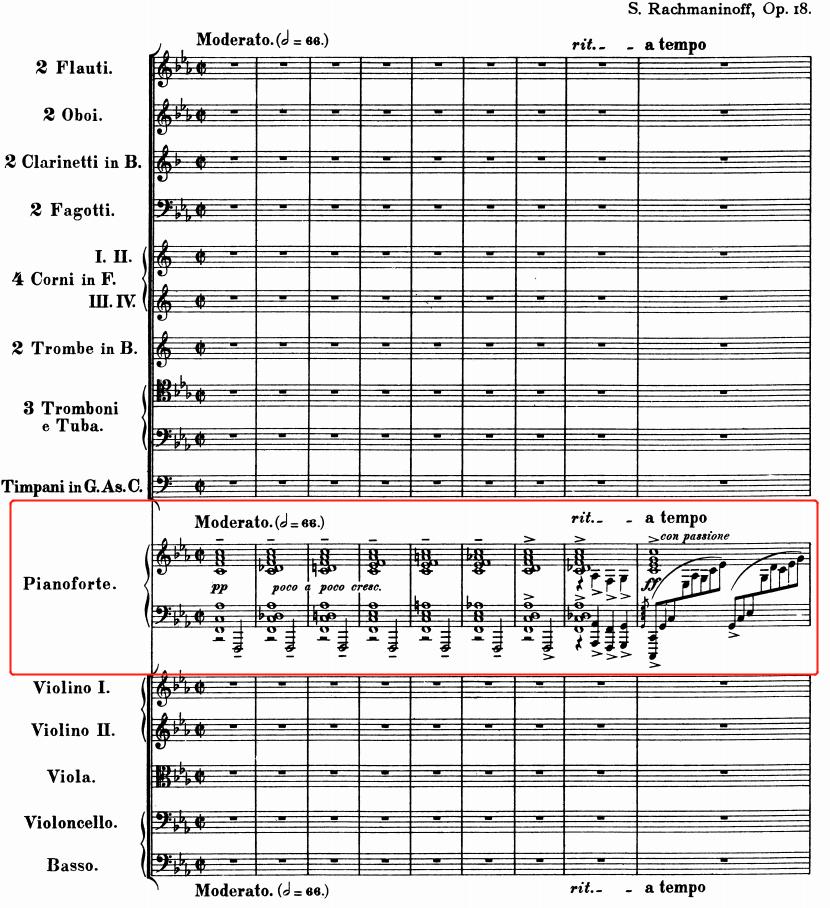 S. Rachmaninoff, Op. 18.
Moderato. (𝅗𝅥 = 66.)
rit. - - a tempo
2 Flauti.
2 Oboi.
2 Clarinetti in B.
2 Fagotti.
I. II.
4 Corni in F.
III. IV.
2 Trombe in B.
3 Tromboni
e Tuba.
Timpani in G. As. C.
Moderato. (𝅗𝅥 = 66.)
rit. - - a tempo
con passione
Pianoforte.
pp poco a poco cresc. ff
Violino I.
Violino II.
Viola.
Violoncello.
Basso.
Moderato. (𝅗𝅥 = 66.)
rit. - - a tempo